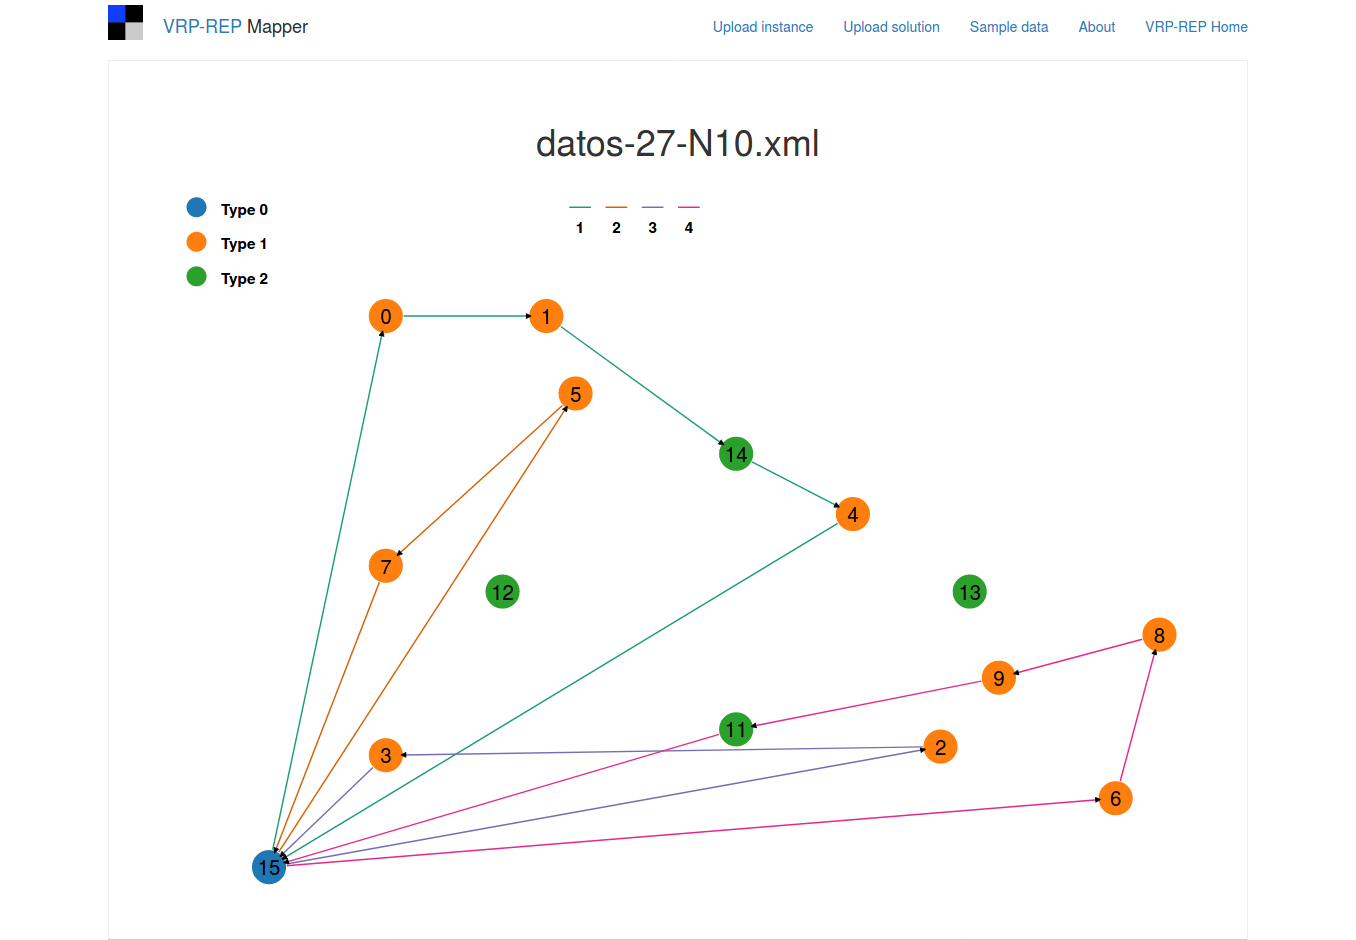 VRP-REP Mapper
Upload instance Upload solution Sample data About VRP-REP Home
datos-27-N10.xml
Type 0
Type 1
Type 2
1 2 3 4
0 1
5
14
4
7
12 13
8
9
11
3 2
6
15